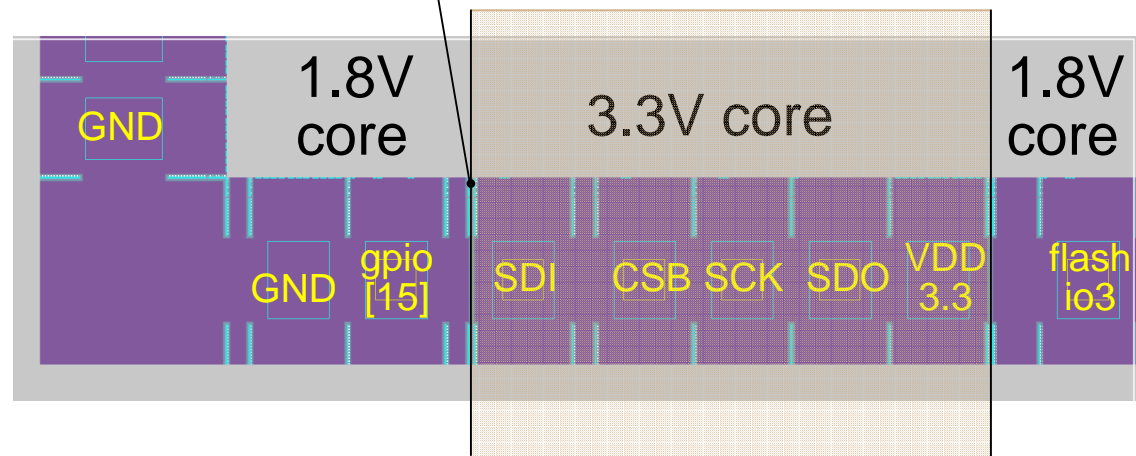 1.8V
core
3.3V core
1.8V
core
GND
GND
gpio
[15]
SDI
CSB
SCK
SDO
VDD
3.3
flash
io3